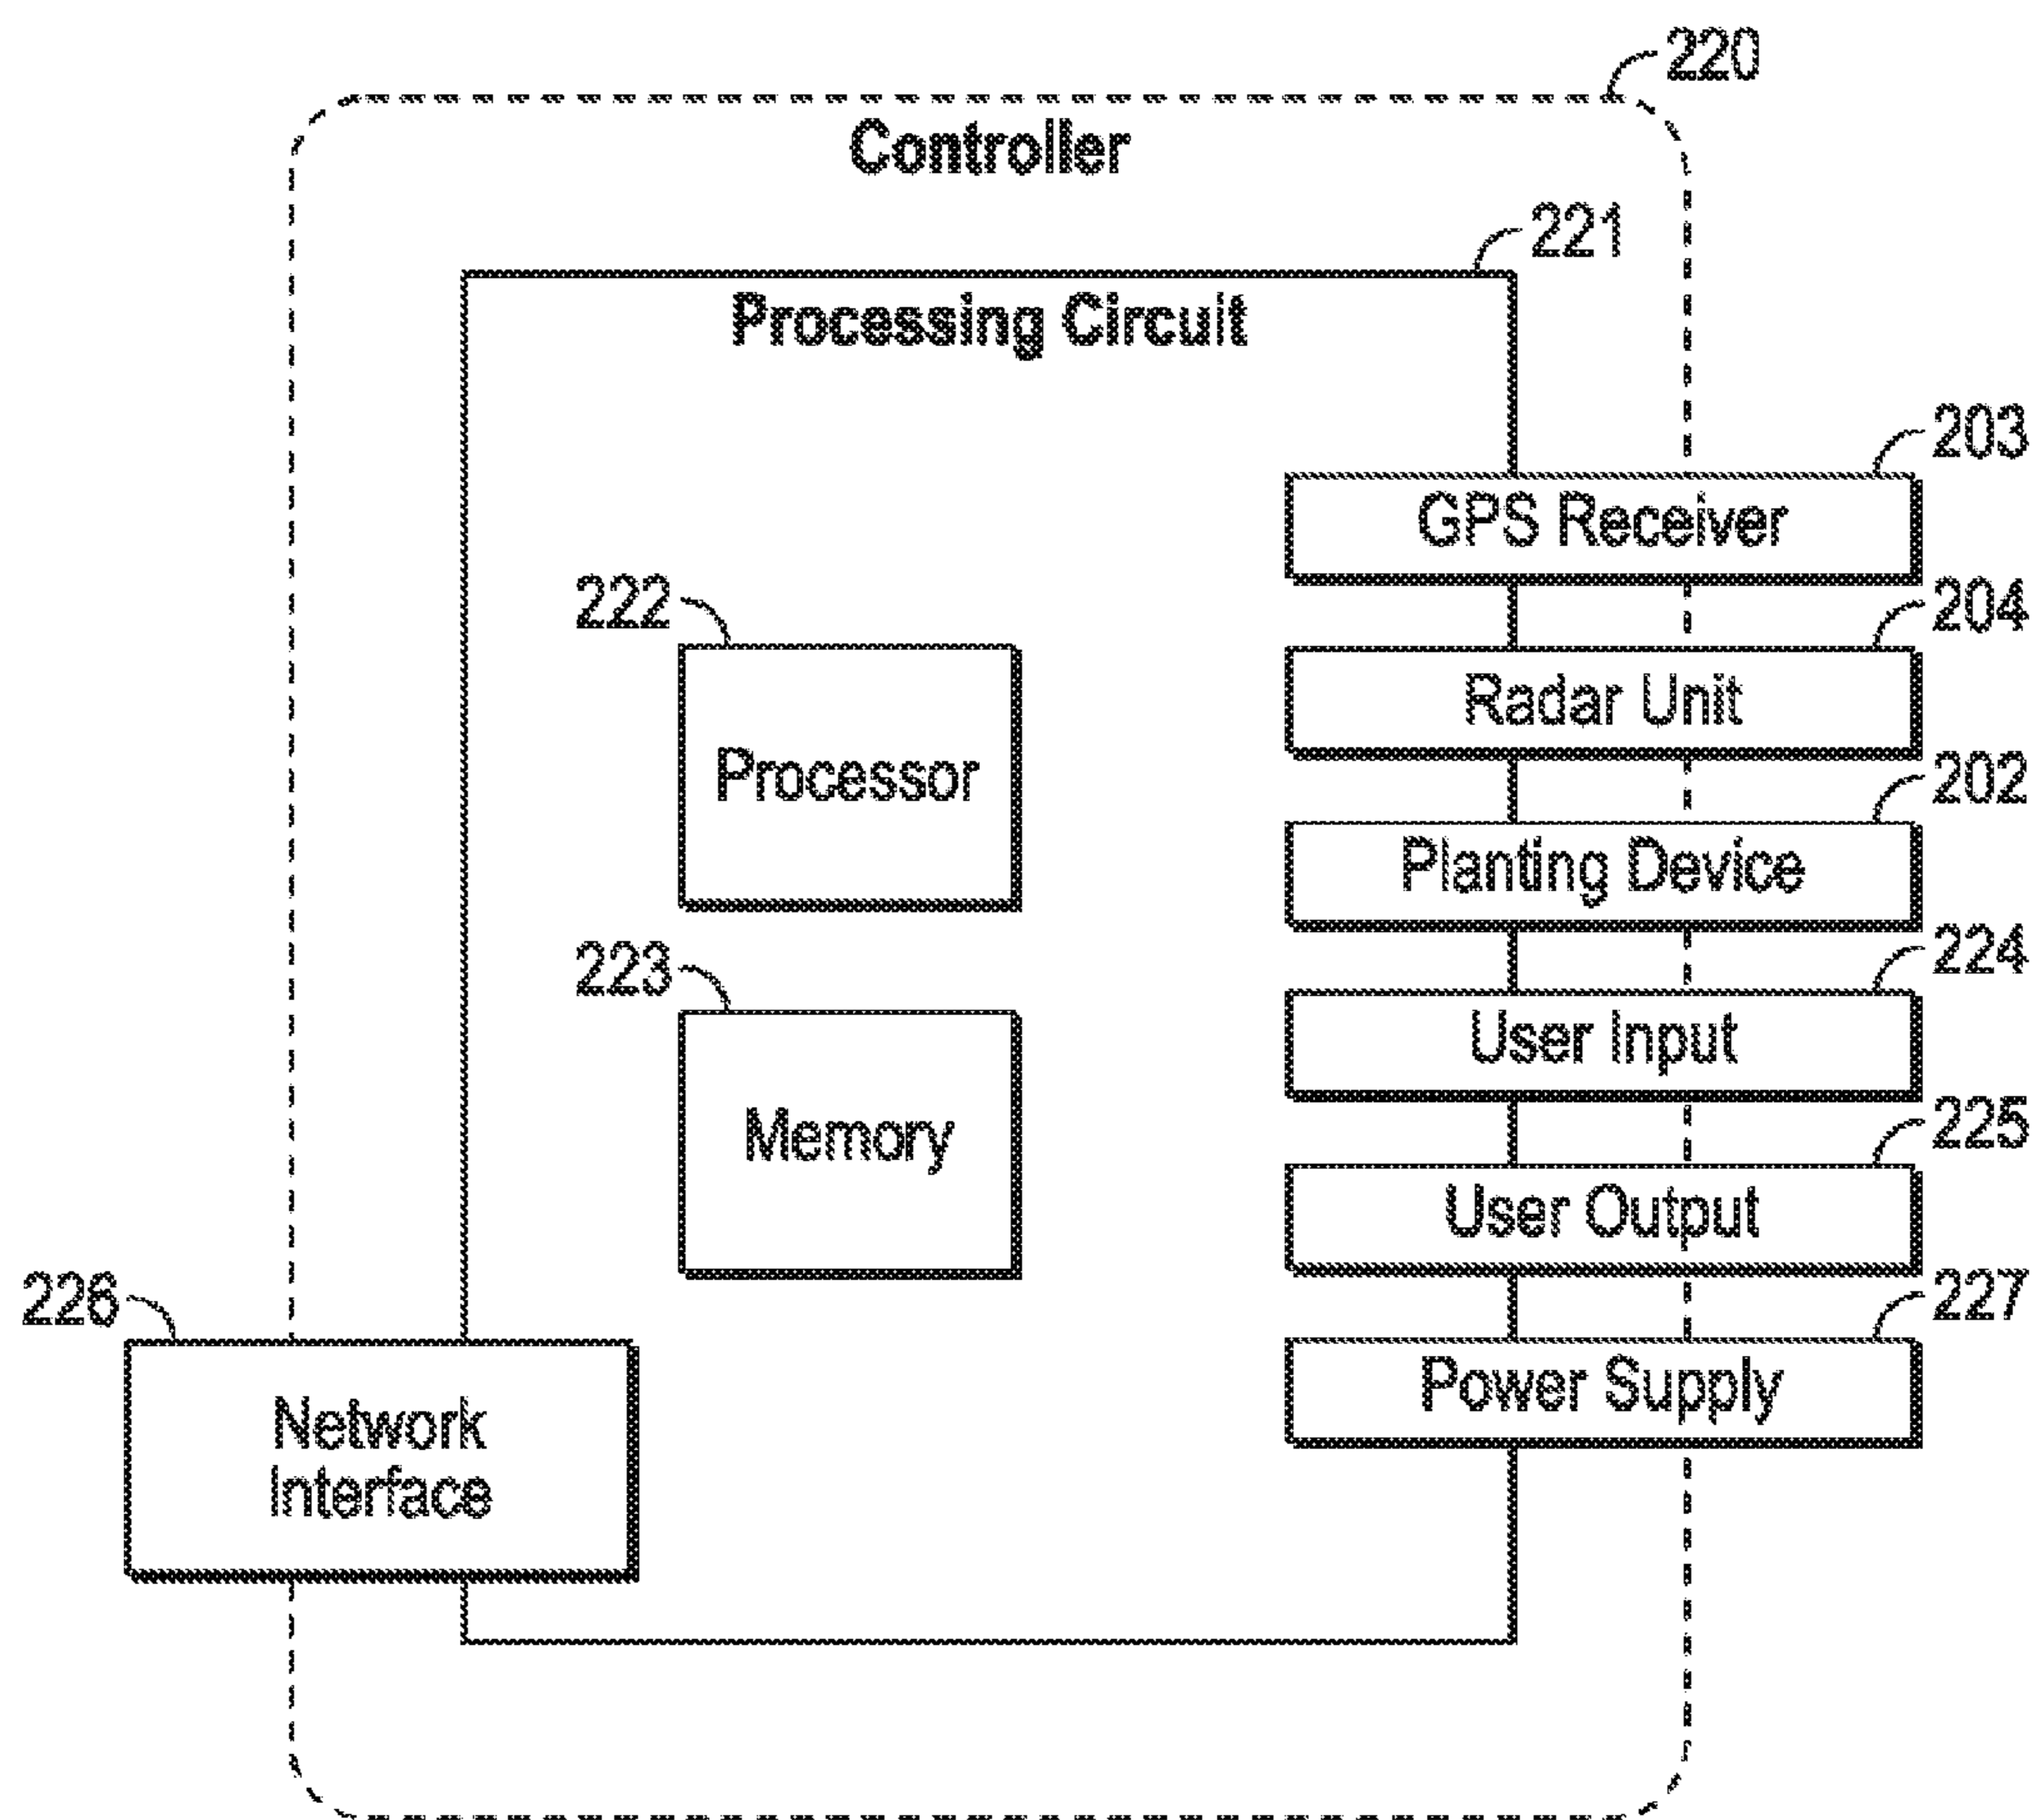 220
Controller
221
Processing Circuit
203
GPS Receiver
204
Radar Unit
202
Planting Device
222
Processor
224
User Input
223
Memory
225
User Output
227
Power Supply
226
Network
Interface